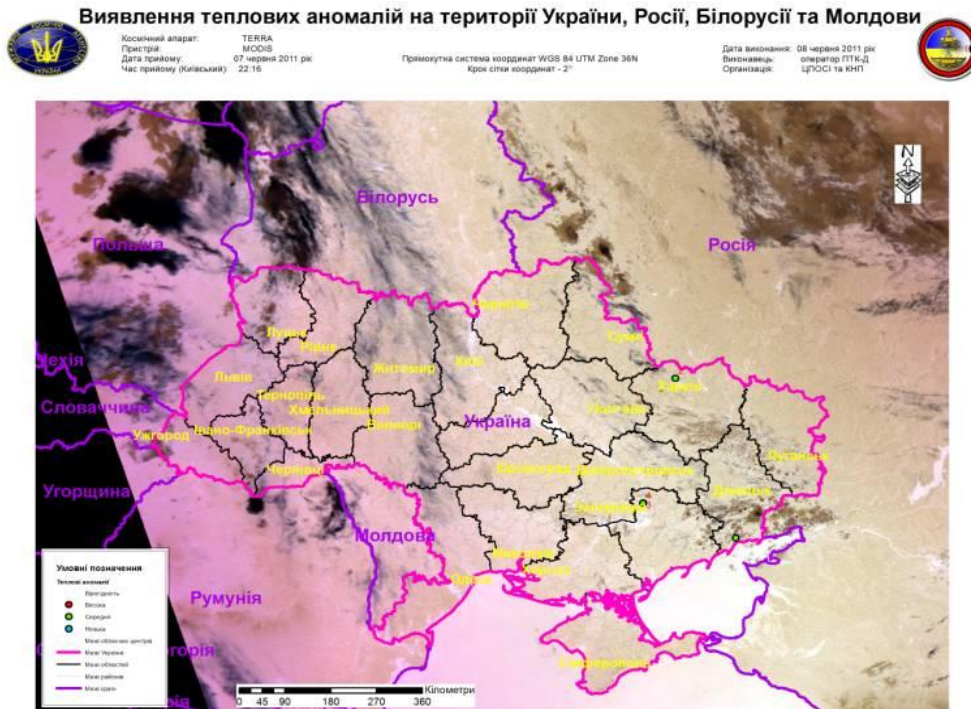 Виявлення теплових аномалій на території України, Росії, Білорусії та Молдови
Космічний апарат: TERRA
Пристрій: MODIS
Дата прийому: 07 червня 2011 рік
Час прийому (Київський): 22:16
Прямокутна система координат WGS 84 UTM Zone 36N
Крок сітки координат - 2°
Дата виконання: 08 червня 2011 рік
Виконавець: оператор ПТК-Д
Організація: ЦПОСІ та КНП
N
Білорусь
Польша
Росія
Чернігів
Луцьк
Рівне
Суми
Чехія
Житомир
Київ
Львів
Харків
Тернопіль
Словаччина
Хмельницький
Полтава
Україна
Ужгород
Івано-Франківськ
Вінниця
Луганськ
Чернівці
Кіровоград
Дніпропетровськ
Угорщина
Донецьк
Запоріжжя
Молдова
Миколаїв
Херсон
Одеса
Румунія
Сімферополь
Умовні позначення
Теплові аномалії
Вірогідність
Висока
Середня
Низька
Межі обласних центрів
Межі України
Межі областей
Межі районів
Межі країн
Кілометри
0 45 90 180 270 360